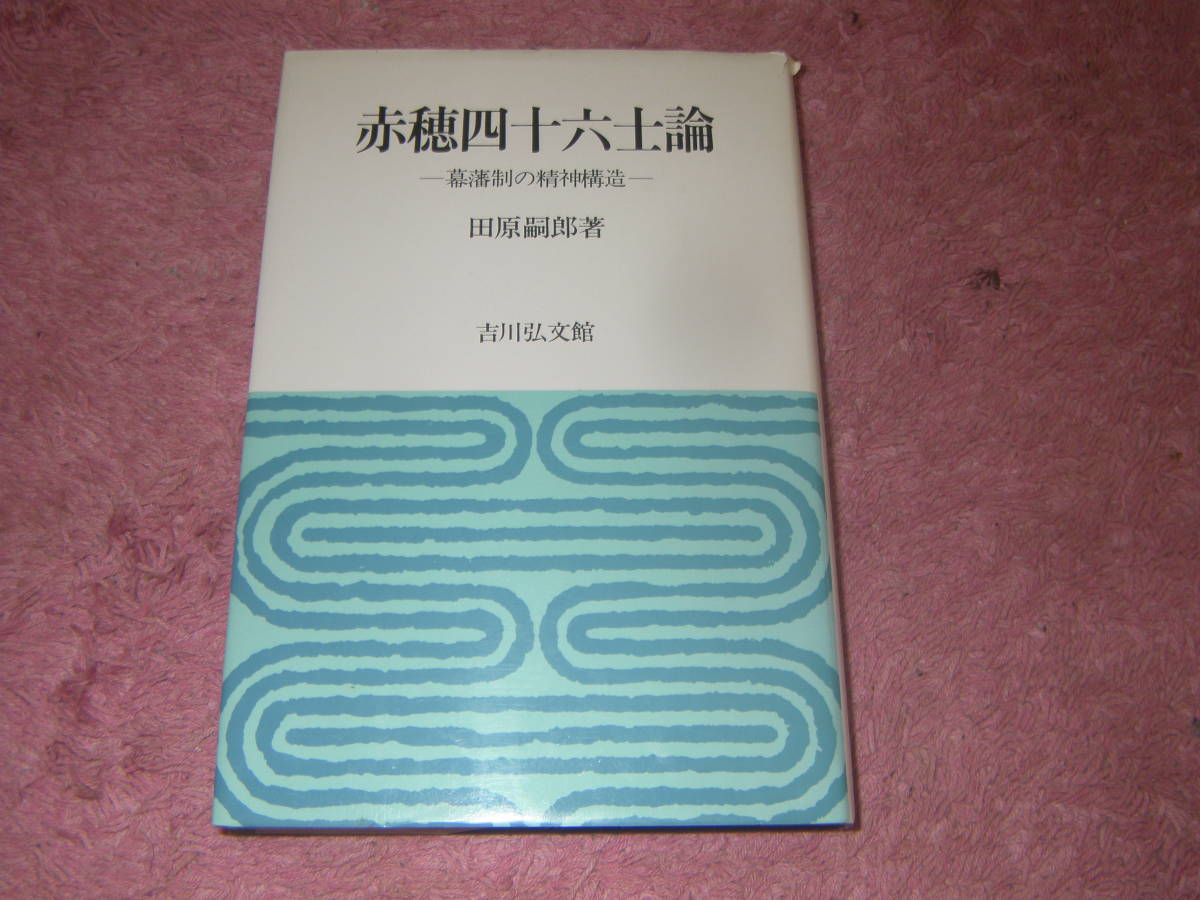 赤穂四十六士論
―幕藩制の精神構造―
田原嗣郎著
吉川弘文館